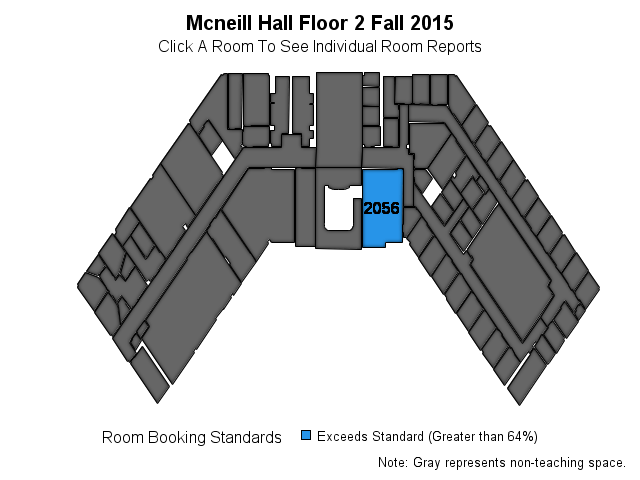 Mcneill Hall Floor 2 Fall 2015
Click A Room To See Individual Room Reports
2056
Room Booking Standards
Exceeds Standard (Greater than 64%)
Note: Gray represents non-teaching space.